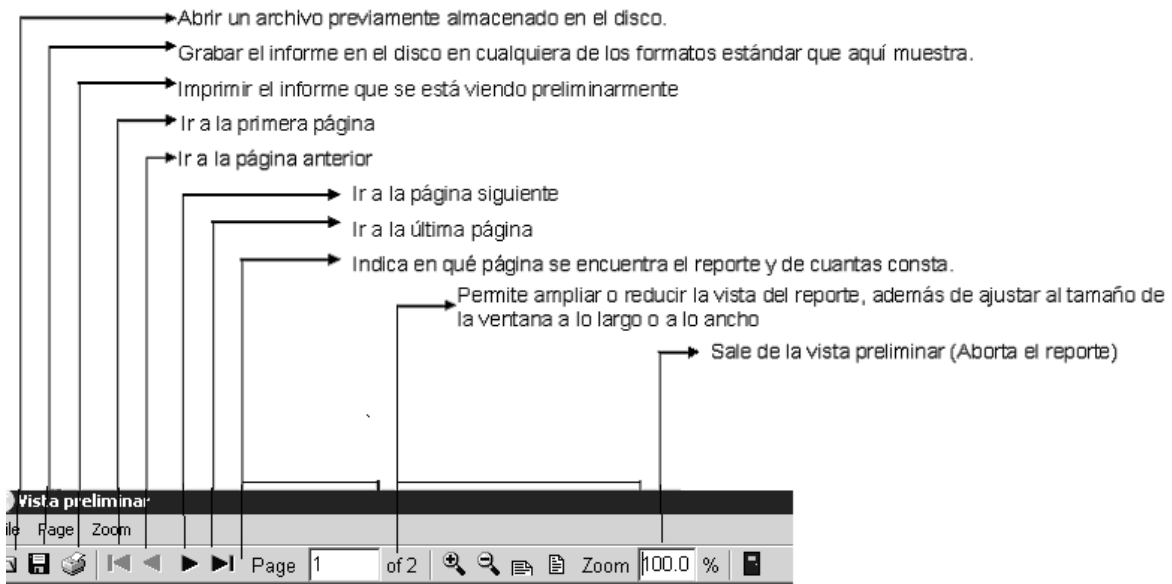 Abrir un archivo previamente almacenado en el disco.
Grabar el informe en el disco en cualquiera de los formatos estándar que aquí muestra.
Imprimir el informe que se está viendo preliminarmente
Ir a la primera página
Ir a la página anterior
Ir a la página siguiente
Ir a la última página
Indica en qué página se encuentra el reporte y de cuantas consta.
Permite ampliar o reducir la vista del reporte, además de ajustar al tamaño de
la ventana a lo largo o a lo ancho
Sale de la vista preliminar (Aborta el reporte)
Vista preliminar
ile Page Zoom
Page 1 of 2 Zoom 100.0 %